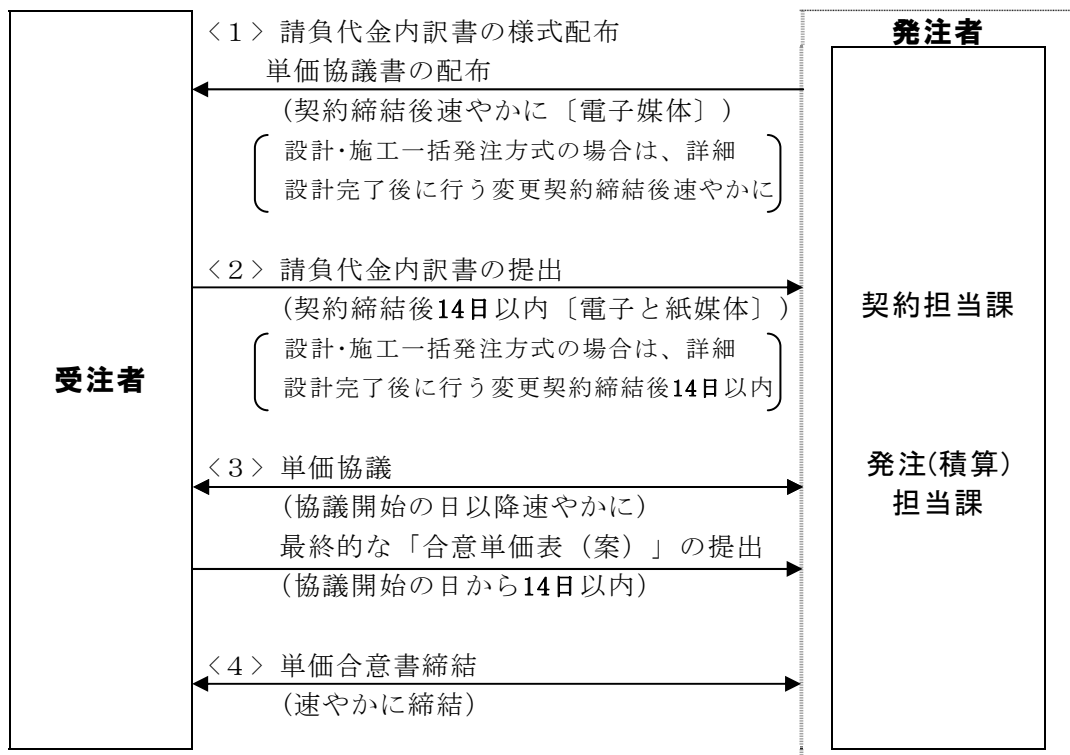 発注者
<１> 請負代金内訳書の様式配布
単価協議書の配布
(契約締結後速やかに〔電子媒体〕)
設計･施工一括発注方式の場合は、詳細
設計完了後に行う変更契約締結後速やかに
<２> 請負代金内訳書の提出
(契約締結後14日以内〔電子と紙媒体〕)
設計･施工一括発注方式の場合は、詳細
設計完了後に行う変更契約締結後14日以内
受注者
契約担当課
<３> 単価協議
(協議開始の日以降速やかに)
最終的な「合意単価表（案）」の提出
(協議開始の日から14日以内)
発注(積算)
担当課
<４> 単価合意書締結
(速やかに締結)